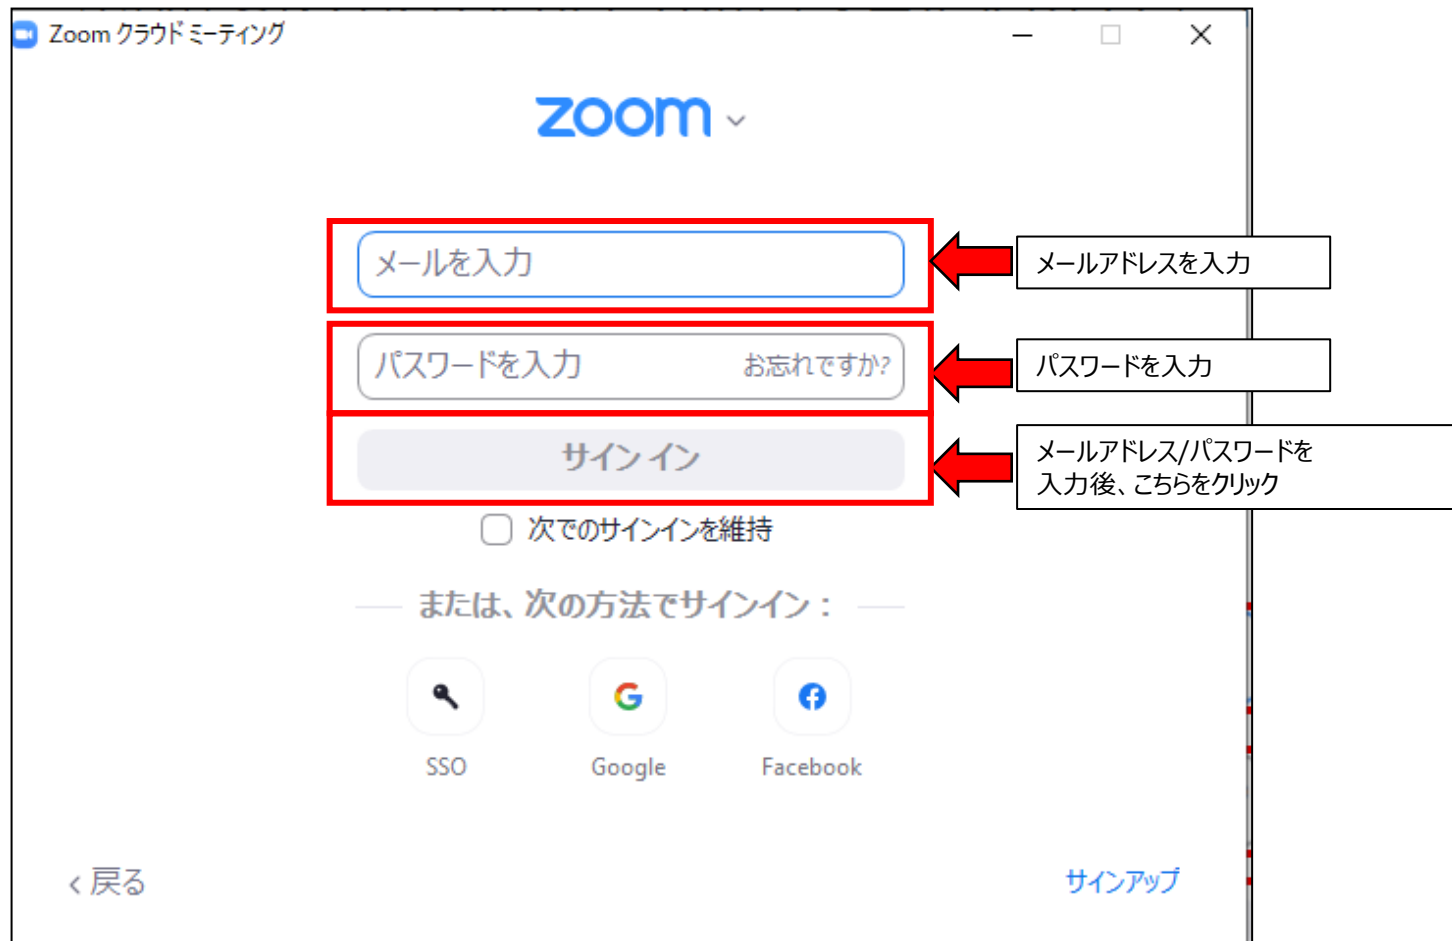 Zoom クラウド ミーティング
zoom
メールを入力
メールアドレスを入力
パスワードを入力
お忘れですか?
パスワードを入力
サイン イン
メールアドレス/パスワードを
入力後、こちらをクリック
次でのサインインを維持
または、次の方法でサインイン：
SSO
Google
Facebook
戻る
サインアップ